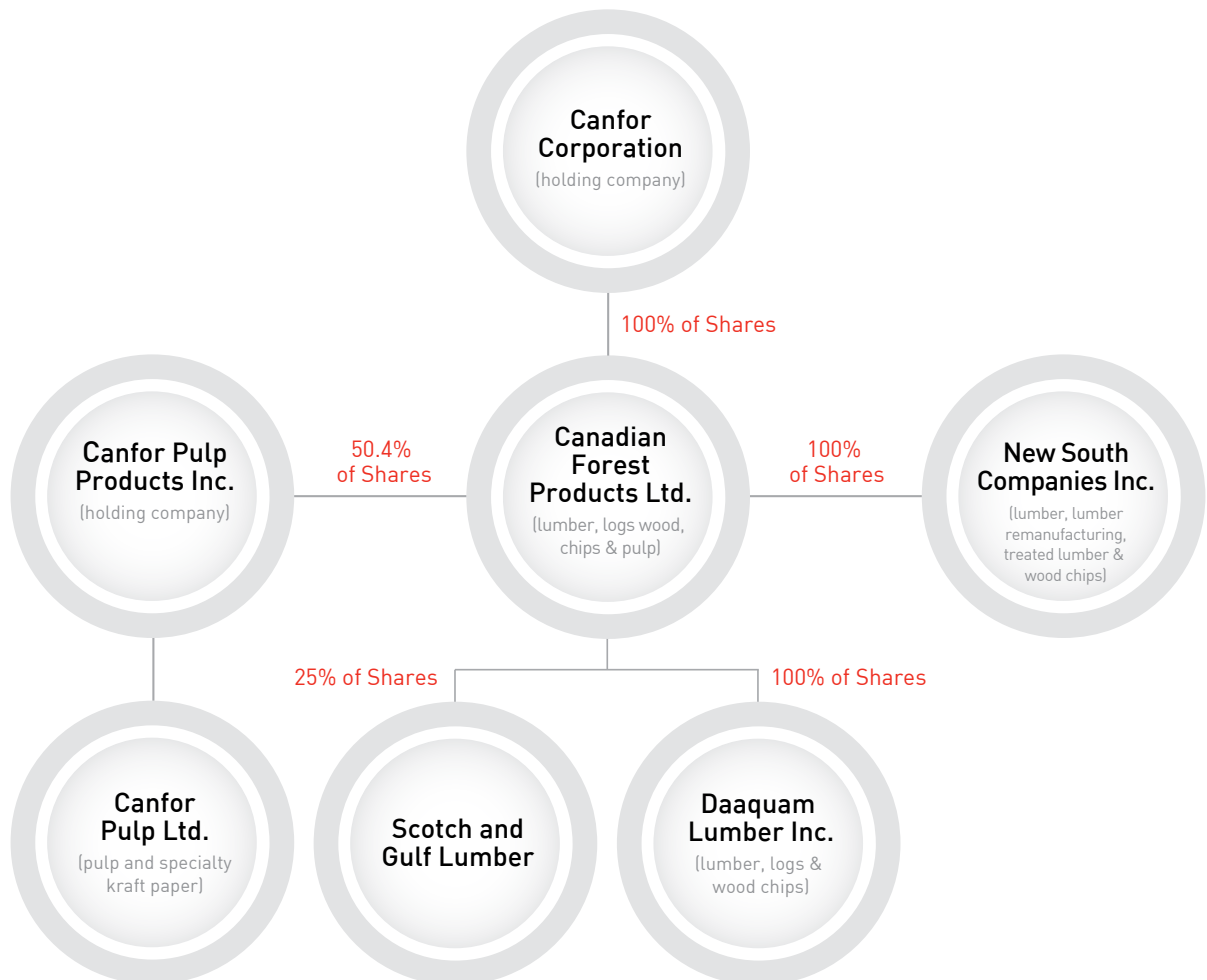 Canfor
Corporation
(holding company)
100% of Shares
Canfor Pulp
Products Inc.
(holding company)
50.4%
of Shares
Canadian
Forest
Products Ltd.
(lumber, logs wood,
chips & pulp)
100%
of Shares
New South
Companies Inc.
(lumber, lumber
remanufacturing,
treated lumber &
wood chips)
25% of Shares
100% of Shares
Canfor
Pulp Ltd.
(pulp and specialty
kraft paper)
Scotch and
Gulf Lumber
Daaquam
Lumber Inc.
(lumber, logs &
wood chips)